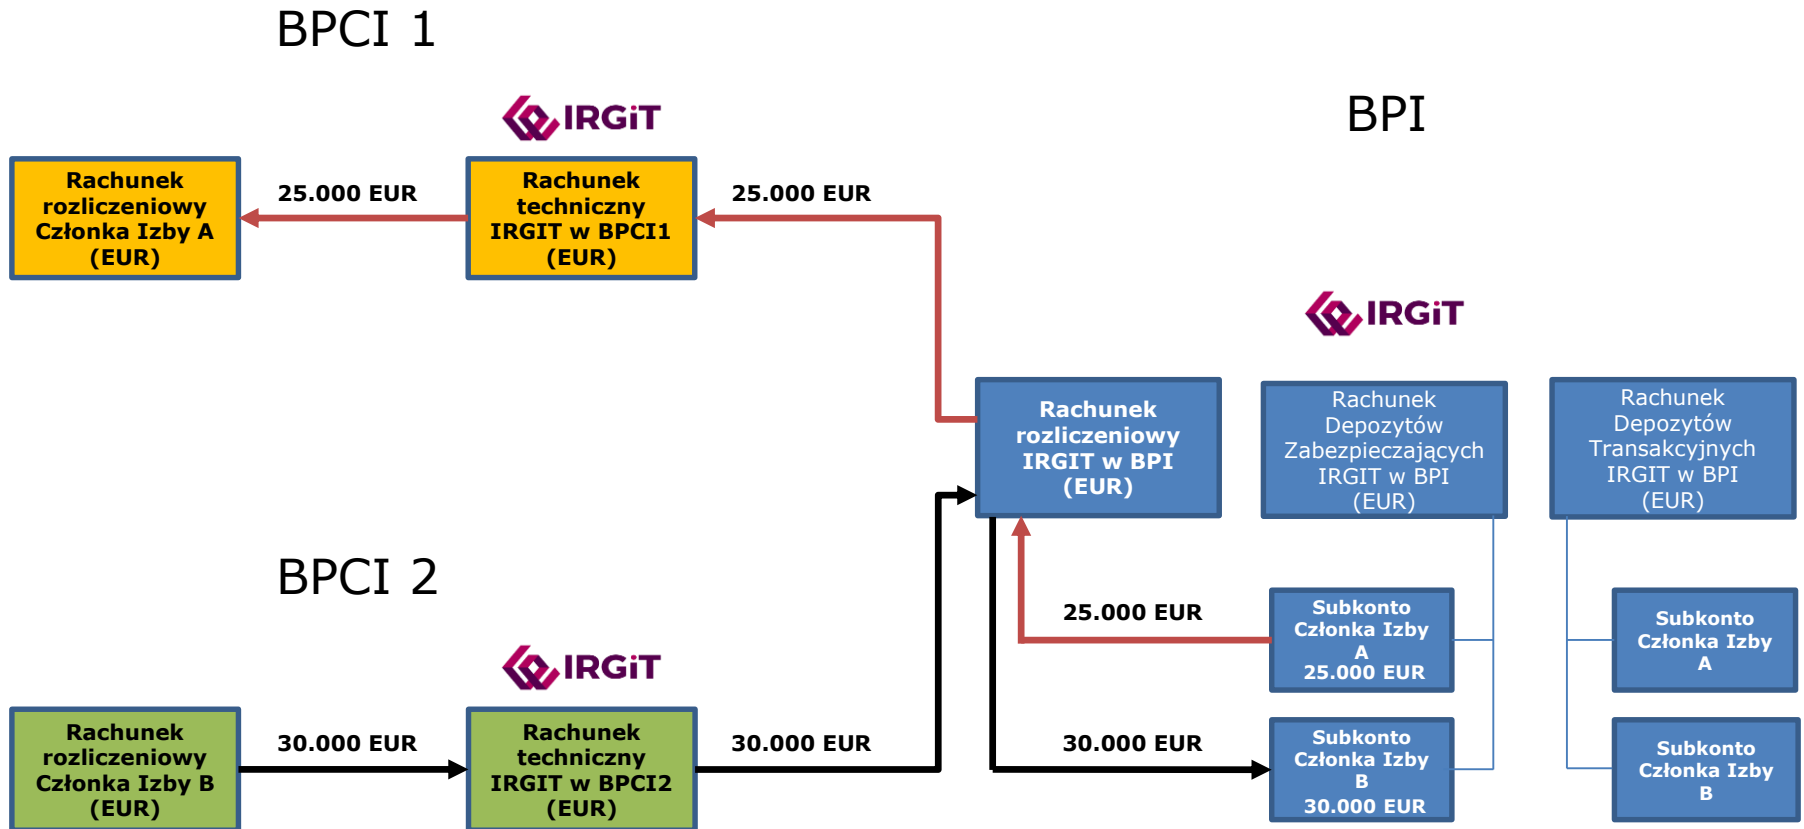 BPCI 1
IRGiT
BPI
Rachunek
rozliczeniowy
Członka Izby A
(EUR)
25.000 EUR
Rachunek
techniczny
IRGIT w BPCI1
(EUR)
25.000 EUR
IRGiT
Rachunek
rozliczeniowy
IRGIT w BPI
(EUR)
Rachunek
Depozytów
Zabezpieczających
IRGIT w BPI
(EUR)
Rachunek
Depozytów
Transakcyjnych
IRGIT w BPI
(EUR)
BPCI 2
25.000 EUR
Subkonto
Członka Izby
A
25.000 EUR
Subkonto
Członka Izby
A
IRGiT
Rachunek
rozliczeniowy
Członka Izby B
(EUR)
30.000 EUR
Rachunek
techniczny
IRGIT w BPCI2
(EUR)
30.000 EUR
30.000 EUR
Subkonto
Członka Izby
B
30.000 EUR
Subkonto
Członka Izby
B